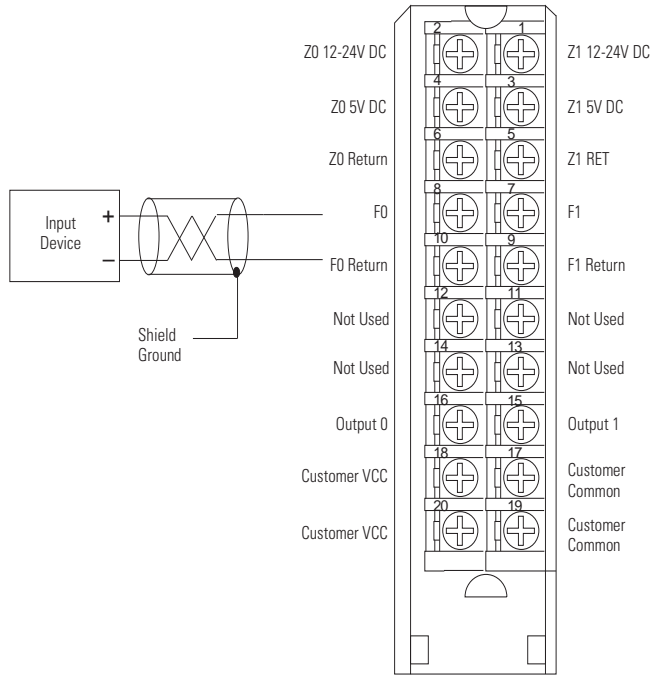 2 1
Z0 12-24V DC
Z1 12-24V DC
4 3
Z0 5V DC
Z1 5V DC
6 5
Z0 Return
Z1 RET
8 7
Input
Device
+
–
F0
F1
10 9
F0 Return
F1 Return
12 11
Shield
Ground
Not Used
Not Used
14 13
Not Used
Not Used
16 15
Output 0
Output 1
18 17
Customer VCC
Customer
Common
20 19
Customer VCC
Customer
Common